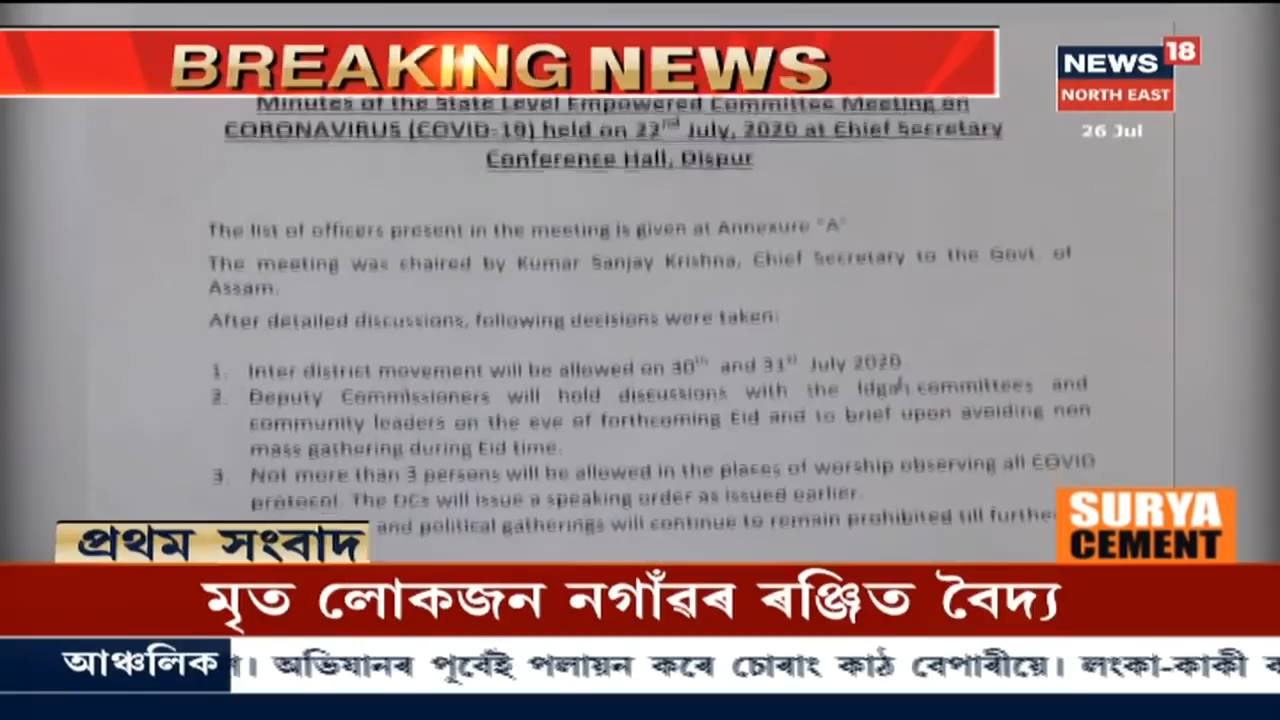 BREAKING NEWS
NEWS 18
NORTH EAST
26 Jul
Minutes of the State Level Empowered Committee Meeting on
CORONAVIRUS (COVID-19) held on 22nd July, 2020 at Chief Secretary
Conference Hall, Dispur
The list of officers present in the meeting is given at Annexure "A"
The meeting was chaired by Kumar Sanjay Krishna, Chief Secretary to the Govt. of
Assam.
After detailed discussions, following decisions were taken:
1. Inter district movement will be allowed on 30th and 31st July 2020
2. Deputy Commissioners will hold discussions with the Idgah committees and
community leaders on the eve of forthcoming Eid and to brief upon avoiding non
mass gathering during Eid time.
3. Not more than 3 persons will be allowed in the places of worship observing all COVID
protocol. The DCs will issue a speaking order as issued earlier.
and political gatherings will continue to remain prohibited till further
SURYA
CEMENT
প্ৰথম সংবাদ
মৃত লোকজন নগাঁৱৰ ৰঞ্জিত বৈদ্য
আঞ্চলিক
। অভিযানৰ পূৰ্বেই পলায়ন কৰে চোৰাং কাঠ বেপাৰীয়ে। লংকা-কাকী